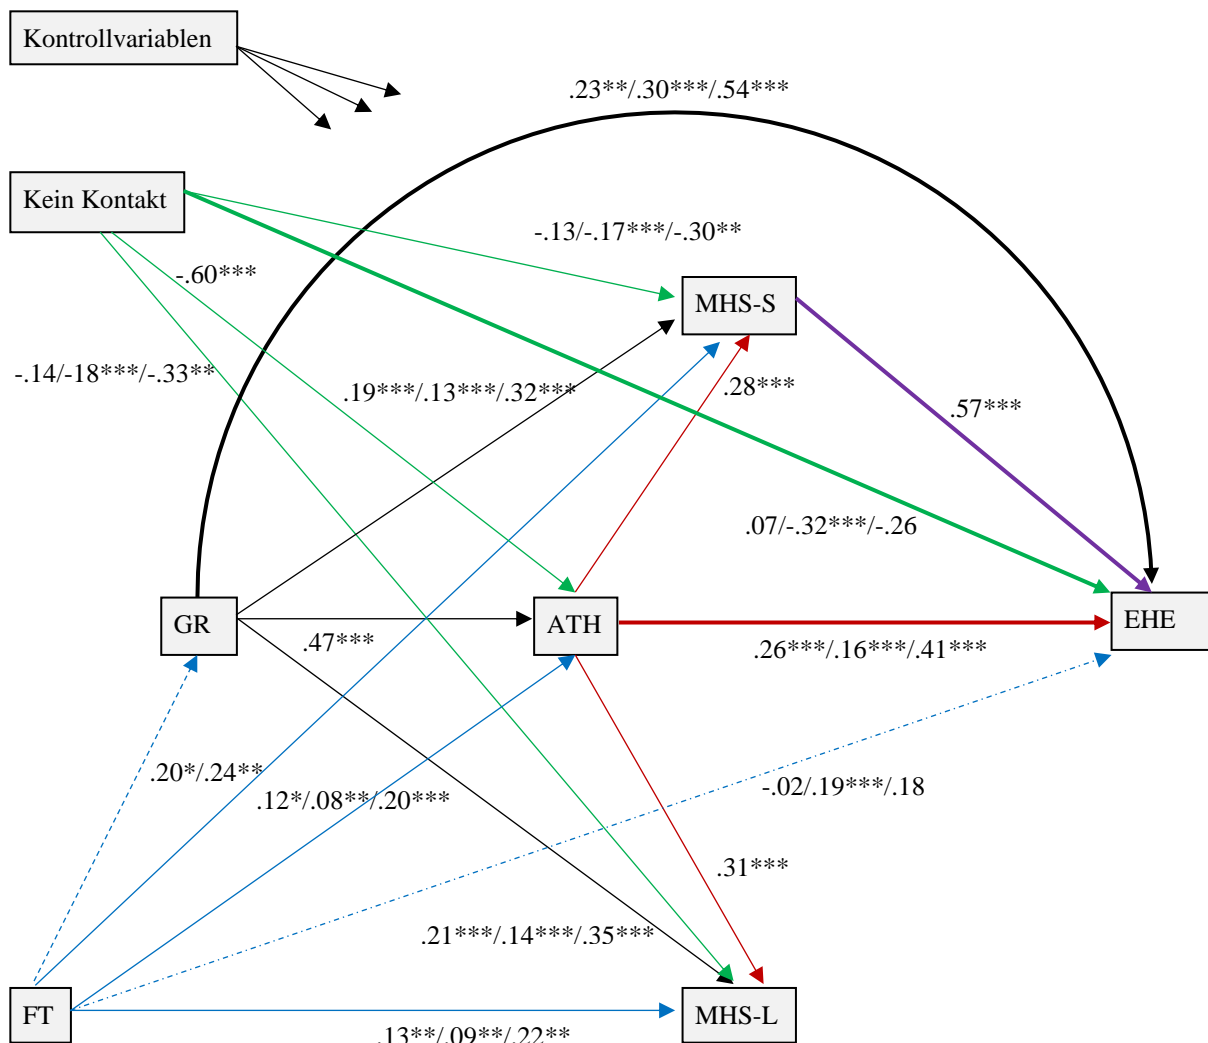 Kontrollvariablen
.23**/.30***/.54***
Kein Kontakt
-.13/-.17***/-.30**
-.60***
MHS-S
-.14/-18***/-.33**
.19***/.13***/.32***
.28***
.57***
.07/-.32***/-.26
GR
ATH
EHE
.47***
.26***/.16***/.41***
.20*/.24**
.12*/.08**/.20***
-.02/.19***/.18
.31***
.21***/.14***/.35***
FT
MHS-L
.13**/.09**/.22**